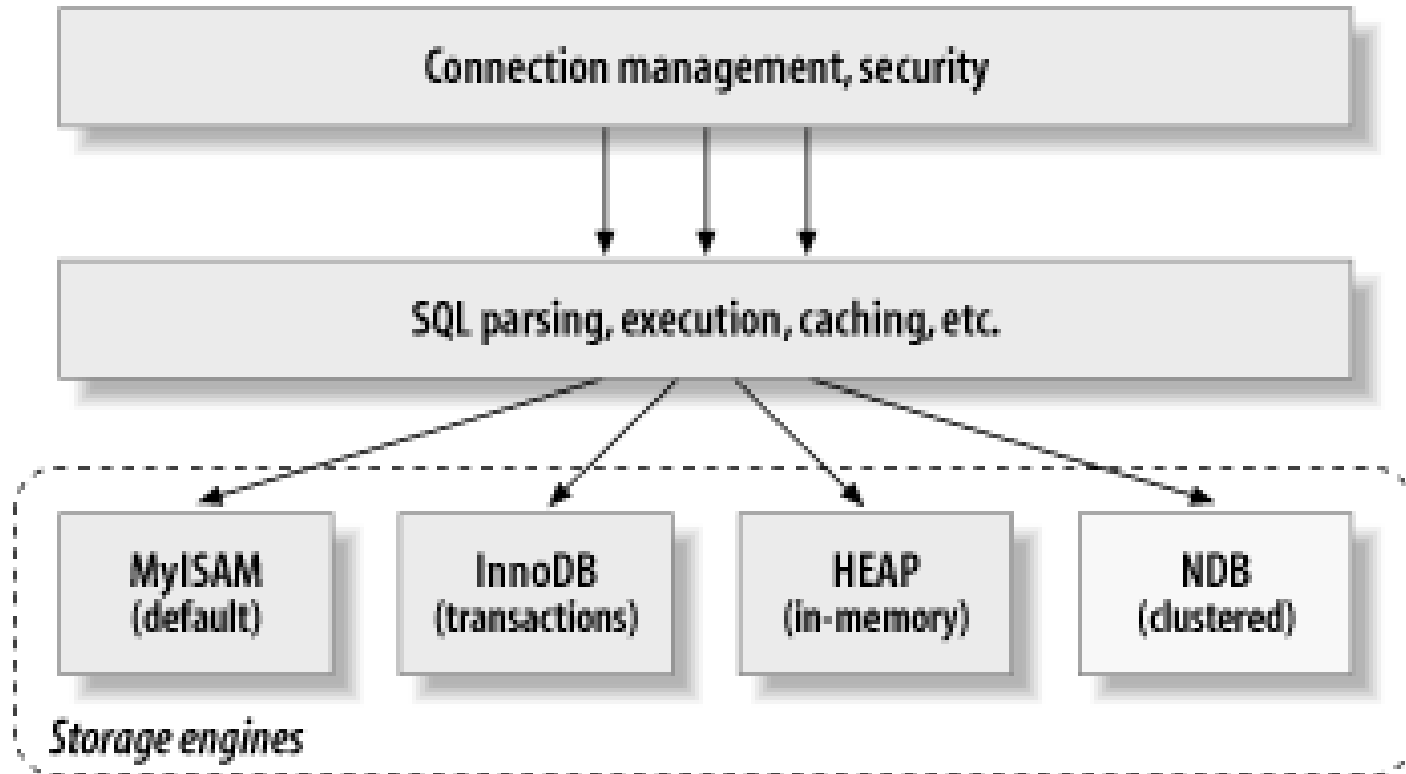 Connection management, security
SQL parsing, execution, caching, etc.
MyISAM
(default)
InnoDB
(transactions)
HEAP
(in-memory)
NDB
(clustered)
Storage engines